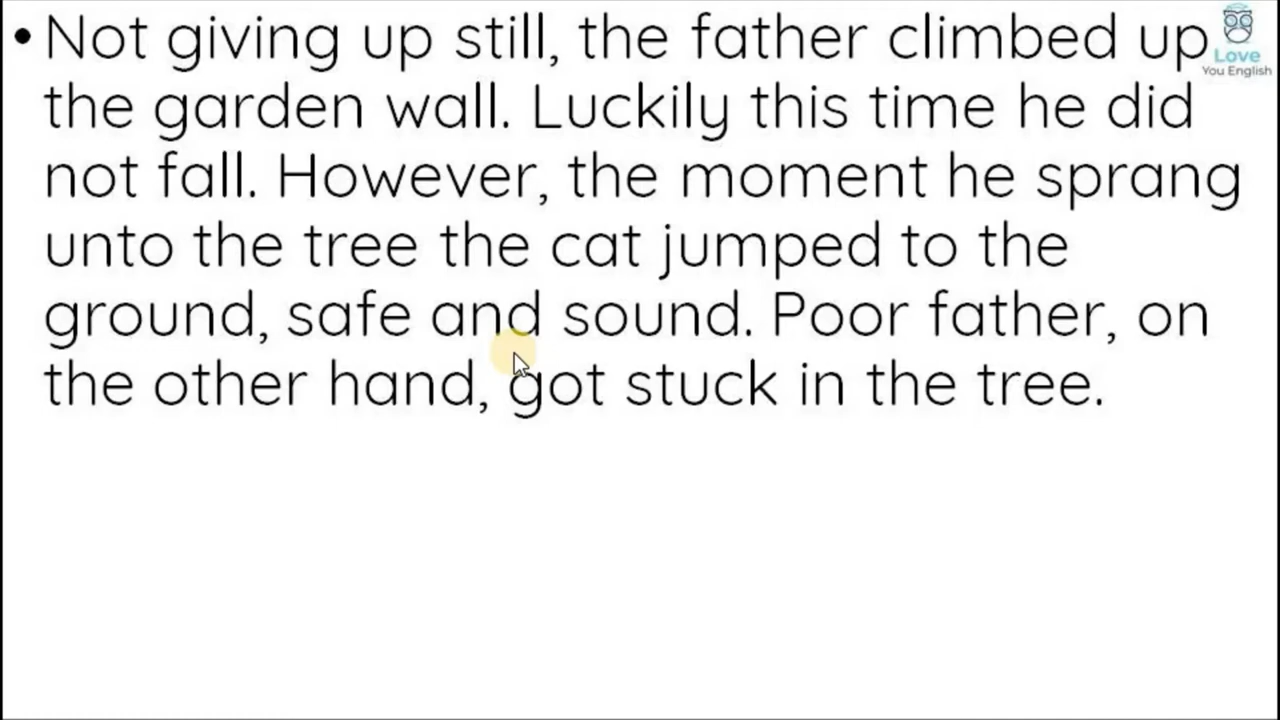 • Not giving up still, the father climbed up
the garden wall. Luckily this time he did
not fall. However, the moment he sprang
unto the tree the cat jumped to the
ground, safe and sound. Poor father, on
the other hand, got stuck in the tree.
Love
You English